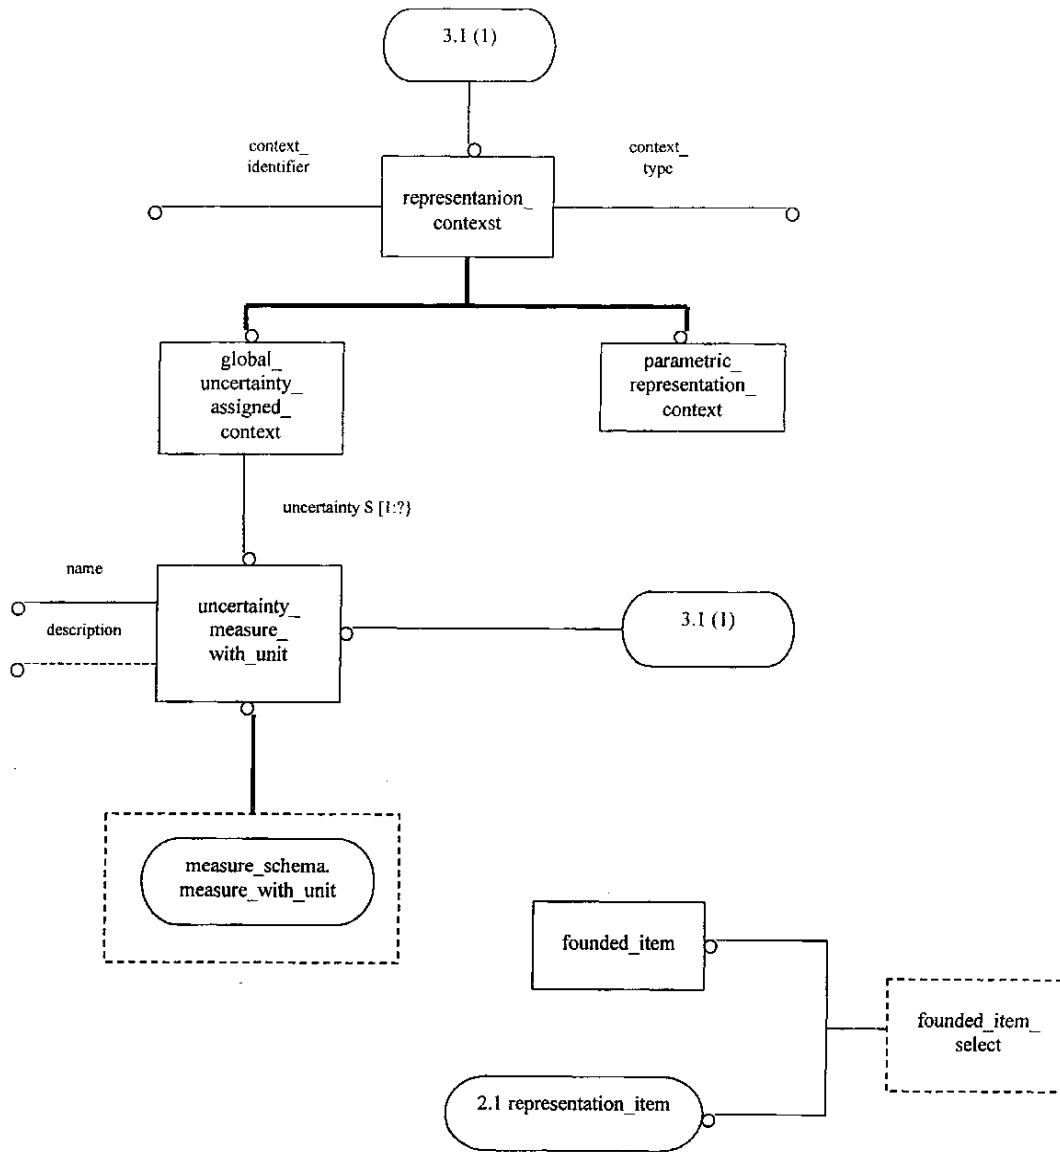 3.1 (1)
context_
identifier
context_
type
representanion_
contexst
global_
uncertainty_
assigned_
context
parametric_
representation_
context
uncertainty S [1:?}
name
description
uncertainty_
measure_
with_unit
3.1 (1)
measure_schema.
measure_with_unit
founded_item
founded_item_
select
2.1 representation_item